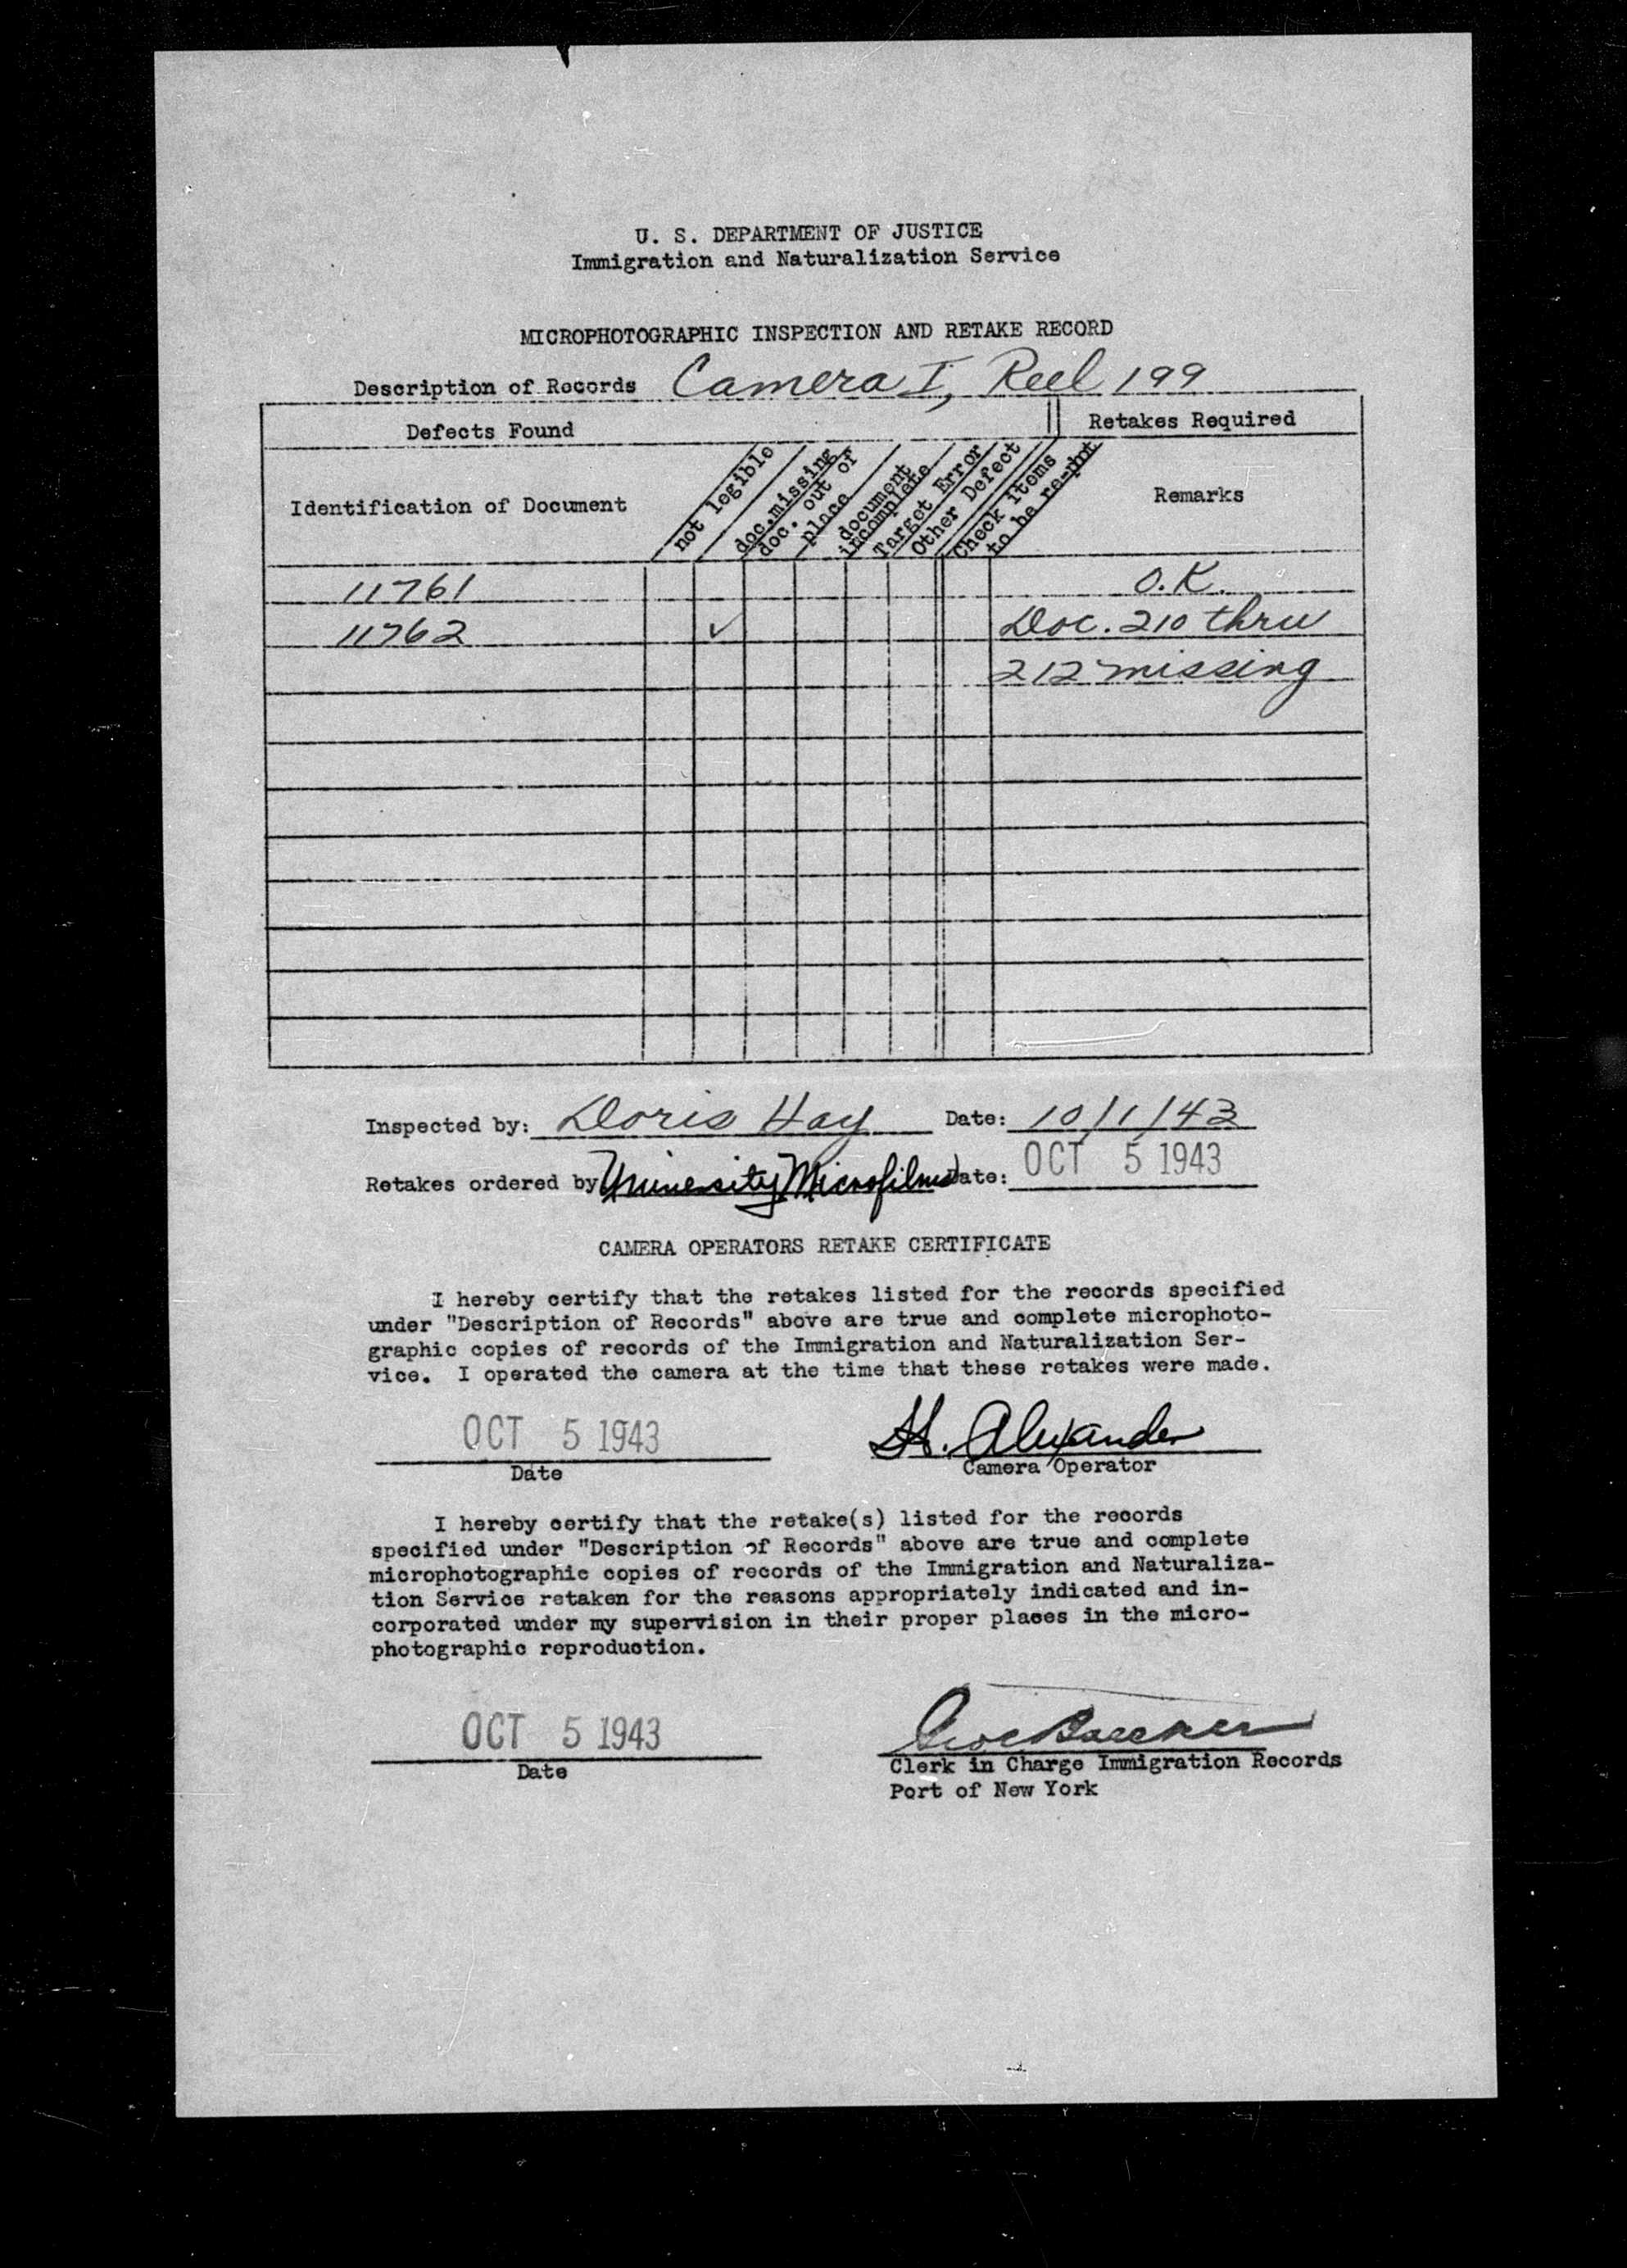 U. S. DEPARTMENT OF JUSTICE
Immigration and Naturalization Service
MICROPHOTOGRAPHIC INSPECTION AND RETAKE RECORD
Description of Records Camera I, Reel 199
Defects Found Retakes Required
Identification of Document
not legible
doc. missing
doc. out of
place
document
incomplete
Target Error
Other Defect
Check items
to be re-phot
Remarks
11761 O.K.
11762 ✓ Doc. 210 thru
212 missing
Inspected by: Doris Hay Date: 10/1/43
Retakes ordered by University Microfilms Date: OCT 5 1943
CAMERA OPERATORS RETAKE CERTIFICATE
I hereby certify that the retakes listed for the records specified
under "Description of Records" above are true and complete microphoto-
graphic copies of records of the Immigration and Naturalization Ser-
vice. I operated the camera at the time that these retakes were made.
OCT 5 1943 H. Alexander
Date Camera Operator
I hereby certify that the retake(s) listed for the records
specified under "Description of Records" above are true and complete
microphotographic copies of records of the Immigration and Naturaliza-
tion Service retaken for the reasons appropriately indicated and in-
corporated under my supervision in their proper places in the micro-
photographic reproduction.
OCT 5 1943
Date Clerk in Charge Immigration Records
Port of New York